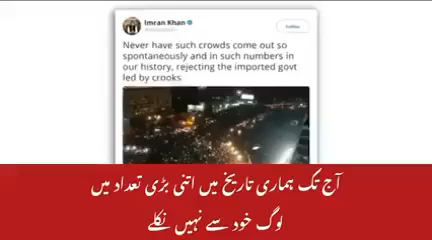 Imran Khan
Follow
Never have such crowds come out so
spontaneously and in such numbers in
our history, rejecting the imported govt
led by crooks.
آج تک ہماری تاریخ میں اتنی بڑی تعداد میں
لوگ خود سے نہیں نکلے